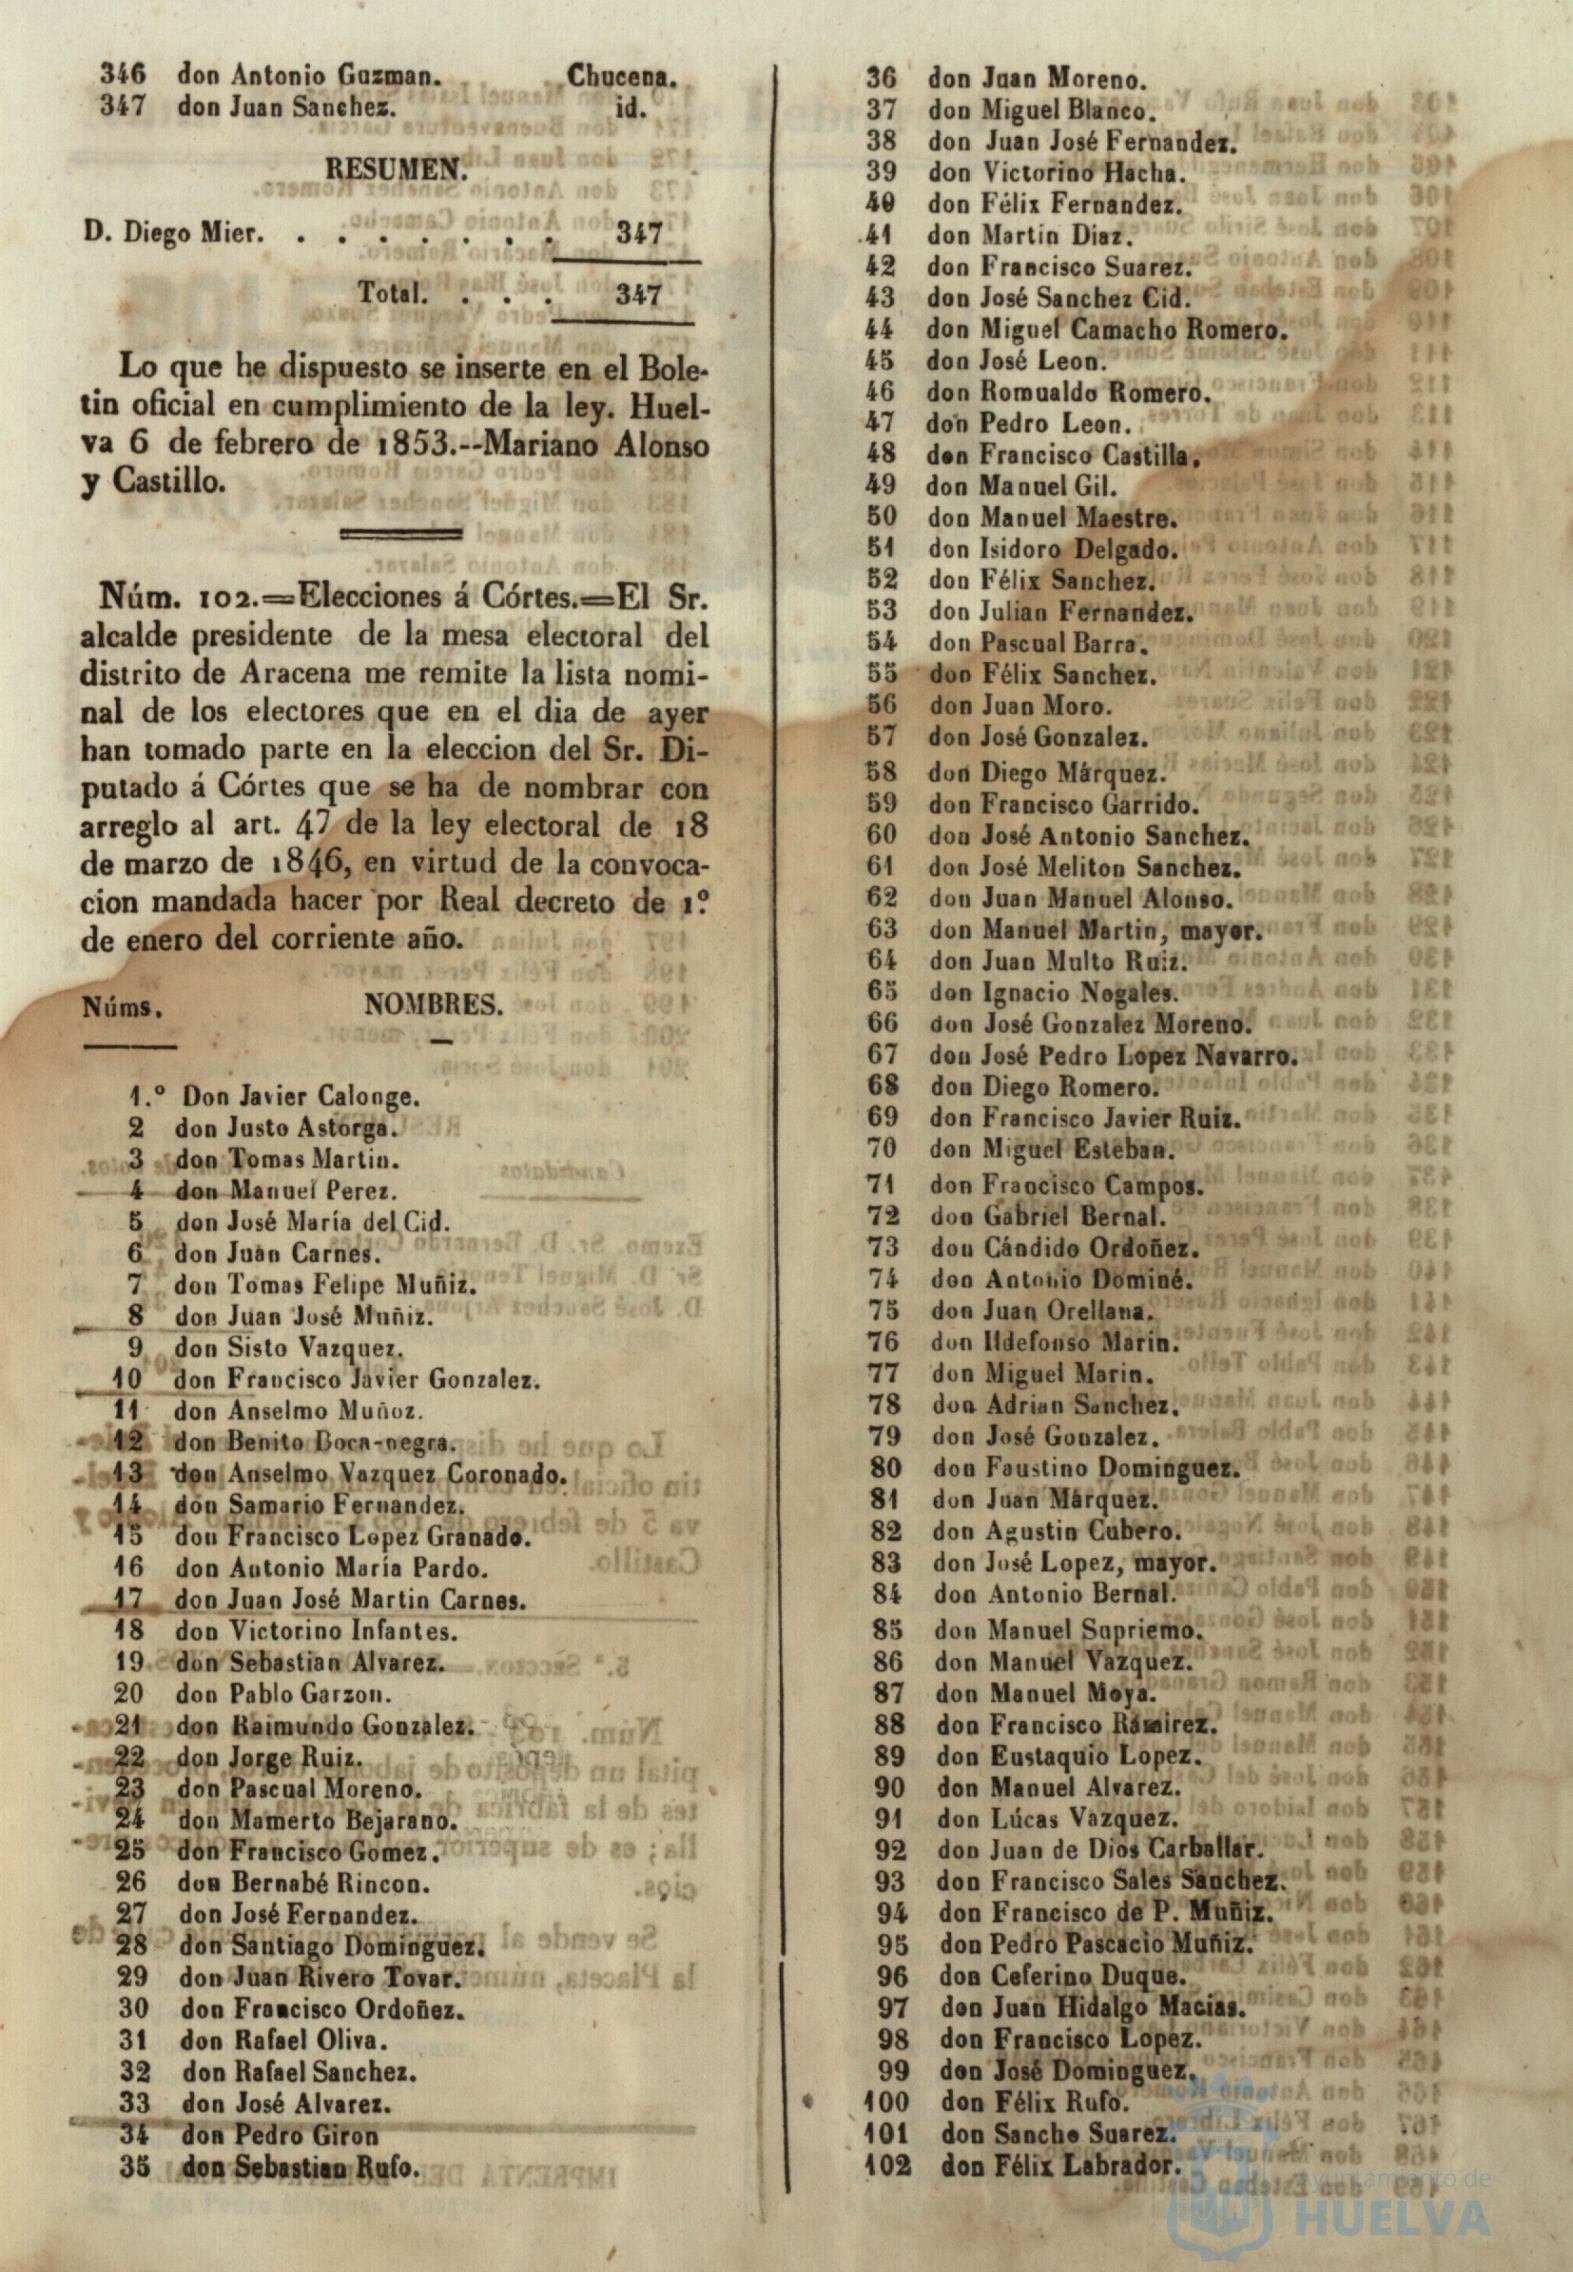 346 don Antonio Guzman. Chucena.
347 don Juan Sanchez. id.
RESUMEN.
D. Diego Mier. . . . . . . . 347
Total. . . . 347
Lo que he dispuesto se inserte en el Bole-
tin oficial en cumplimiento de la ley. Huel-
va 6 de febrero de 1853.--Mariano Alonso
y Castillo.
Núm. 102.=Elecciones á Córtes.=El Sr.
alcalde presidente de la mesa electoral del
distrito de Aracena me remite la lista nomi-
nal de los electores que en el dia de ayer
han tomado parte en la eleccion del Sr. Di-
putado á Córtes que se ha de nombrar con
arreglo al art. 47 de la ley electoral de 18
de marzo de 1846, en virtud de la convoca-
cion mandada hacer por Real decreto de 1.º
de enero del corriente año.
Núms. NOMBRES.
1.º Don Javier Calonge.
2 don Justo Astorga.
3 don Tomas Martin.
4 don Manuel Perez.
5 don José María del Cid.
6 don Juan Carnes.
7 don Tomas Felipe Muñiz.
8 don Juan José Muñiz.
9 don Sisto Vazquez.
10 don Francisco Javier Gonzalez.
11 don Anselmo Muñoz.
12 don Benito Boca-negra.
13 don Anselmo Vazquez Coronado.
14 don Samario Fernandez.
15 don Francisco Lopez Granado.
16 don Antonio María Pardo.
17 don Juan José Martin Carnes.
18 don Victorino Infantes.
19 don Sebastian Alvarez.
20 don Pablo Garzon.
21 don Raimundo Gonzalez.
22 don Jorge Ruiz.
23 don Pascual Moreno.
24 don Mamerto Bejarano.
25 don Francisco Gomez.
26 don Bernabé Rincon.
27 don José Fernandez.
28 don Santiago Dominguez.
29 don Juan Rivero Tovar.
30 don Francisco Ordoñez.
31 don Rafael Oliva.
32 don Rafael Sanchez.
33 don José Alvarez.
34 don Pedro Giron
35 don Sebastian Rufo.
36 don Juan Moreno.
37 don Miguel Blanco.
38 don Juan José Fernandez.
39 don Victorino Hacha.
40 don Félix Fernandez.
41 don Martin Diaz.
42 don Francisco Suarez.
43 don José Sanchez Cid.
44 don Miguel Camacho Romero.
45 don José Leon.
46 don Romualdo Romero.
47 don Pedro Leon.
48 don Francisco Castilla.
49 don Manuel Gil.
50 don Manuel Maestre.
51 don Isidoro Delgado.
52 don Félix Sanchez.
53 don Julian Fernandez.
54 don Pascual Barra.
55 don Félix Sanchez.
56 don Juan Moro.
57 don José Gonzalez.
58 don Diego Márquez.
59 don Francisco Garrido.
60 don José Antonio Sanchez.
61 don José Meliton Sanchez.
62 don Juan Manuel Alonso.
63 don Manuel Martin, mayor.
64 don Juan Multo Ruiz.
65 don Ignacio Nogales.
66 don José Gonzalez Moreno.
67 don José Pedro Lopez Navarro.
68 don Diego Romero.
69 don Francisco Javier Ruiz.
70 don Miguel Esteban.
71 don Francisco Campos.
72 don Gabriel Bernal.
73 don Cándido Ordoñez.
74 don Antonio Dominé.
75 don Juan Orellana.
76 don Ildefonso Marin.
77 don Miguel Marin.
78 don Adrian Sanchez.
79 don José Gonzalez.
80 don Faustino Dominguez.
81 don Juan Márquez.
82 don Agustin Cubero.
83 don José Lopez, mayor.
84 don Antonio Bernal.
85 don Manuel Supriemo.
86 don Manuel Vazquez.
87 don Manuel Moya.
88 don Francisco Ramirez.
89 don Eustaquio Lopez.
90 don Manuel Alvarez.
91 don Lúcas Vazquez.
92 don Juan de Dios Carballar.
93 don Francisco Sales Sanchez.
94 don Francisco de P. Muñiz.
95 don Pedro Pascacio Muñiz.
96 don Ceferino Duque.
97 don Juan Hidalgo Macias.
98 don Francisco Lopez.
99 don José Dominguez.
100 don Félix Rufo.
101 don Sancho Suarez.
102 don Félix Labrador.
Ayuntamiento de
HUELVA